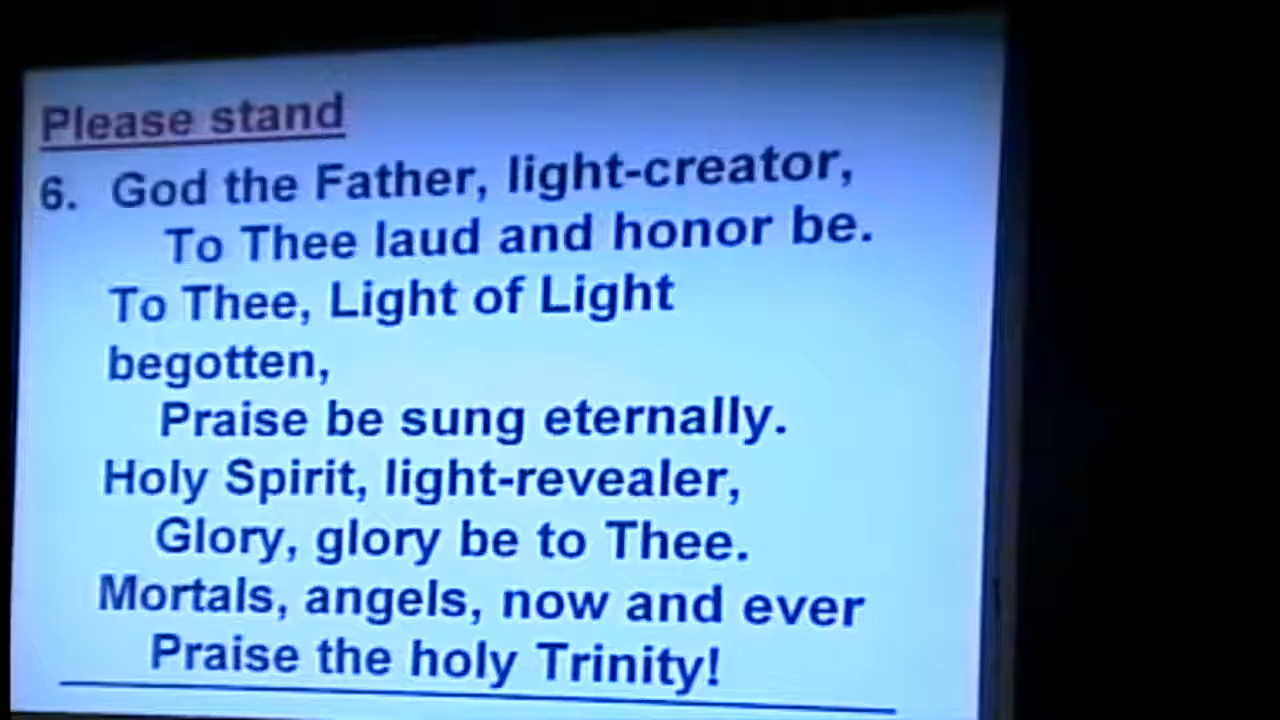 Please stand
6. God the Father, light-creator,
To Thee laud and honor be.
To Thee, Light of Light
begotten,
Praise be sung eternally.
Holy Spirit, light-revealer,
Glory, glory be to Thee.
Mortals, angels, now and ever
Praise the holy Trinity!